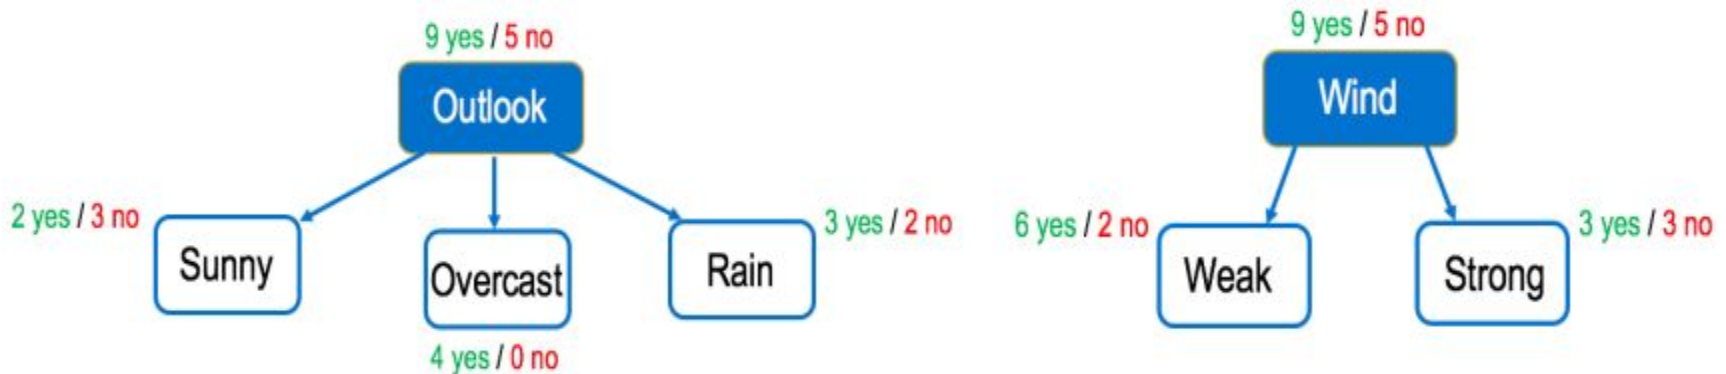 9 yes / 5 no
Outlook
2 yes / 3 no
Sunny
Overcast
4 yes / 0 no
Rain
3 yes / 2 no
9 yes / 5 no
Wind
6 yes / 2 no
Weak
Strong
3 yes / 3 no